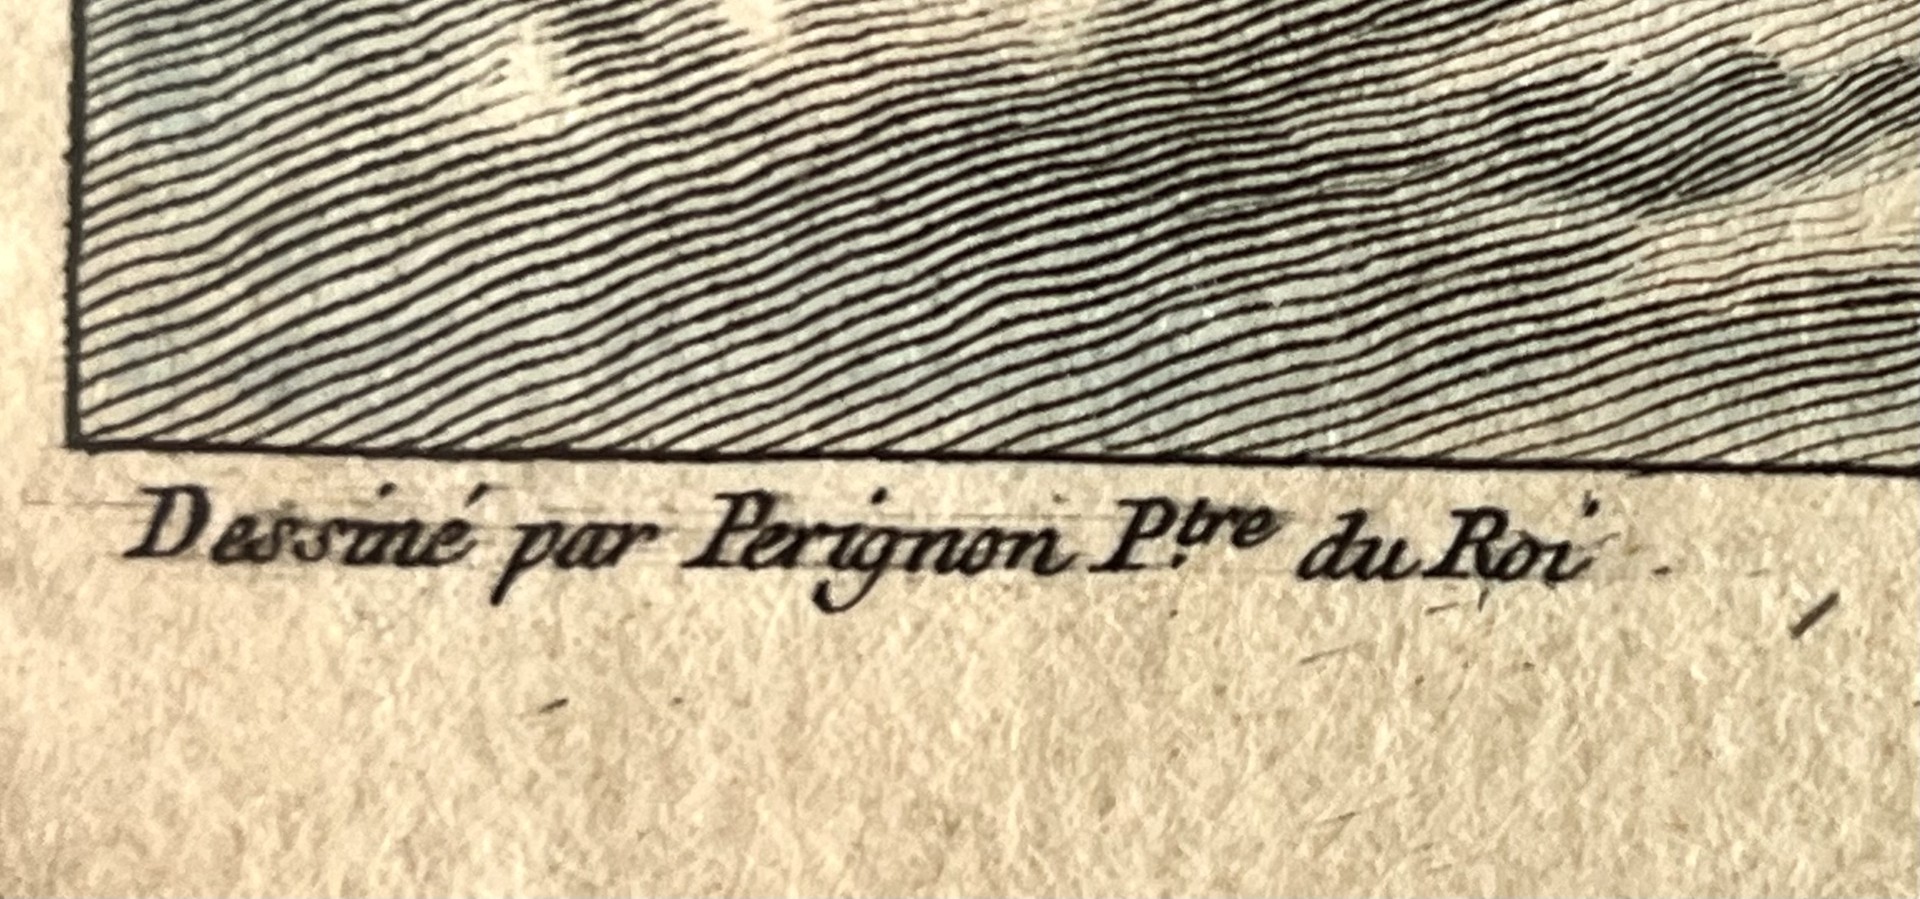 Dessiné par Perignon P.tre du Roi